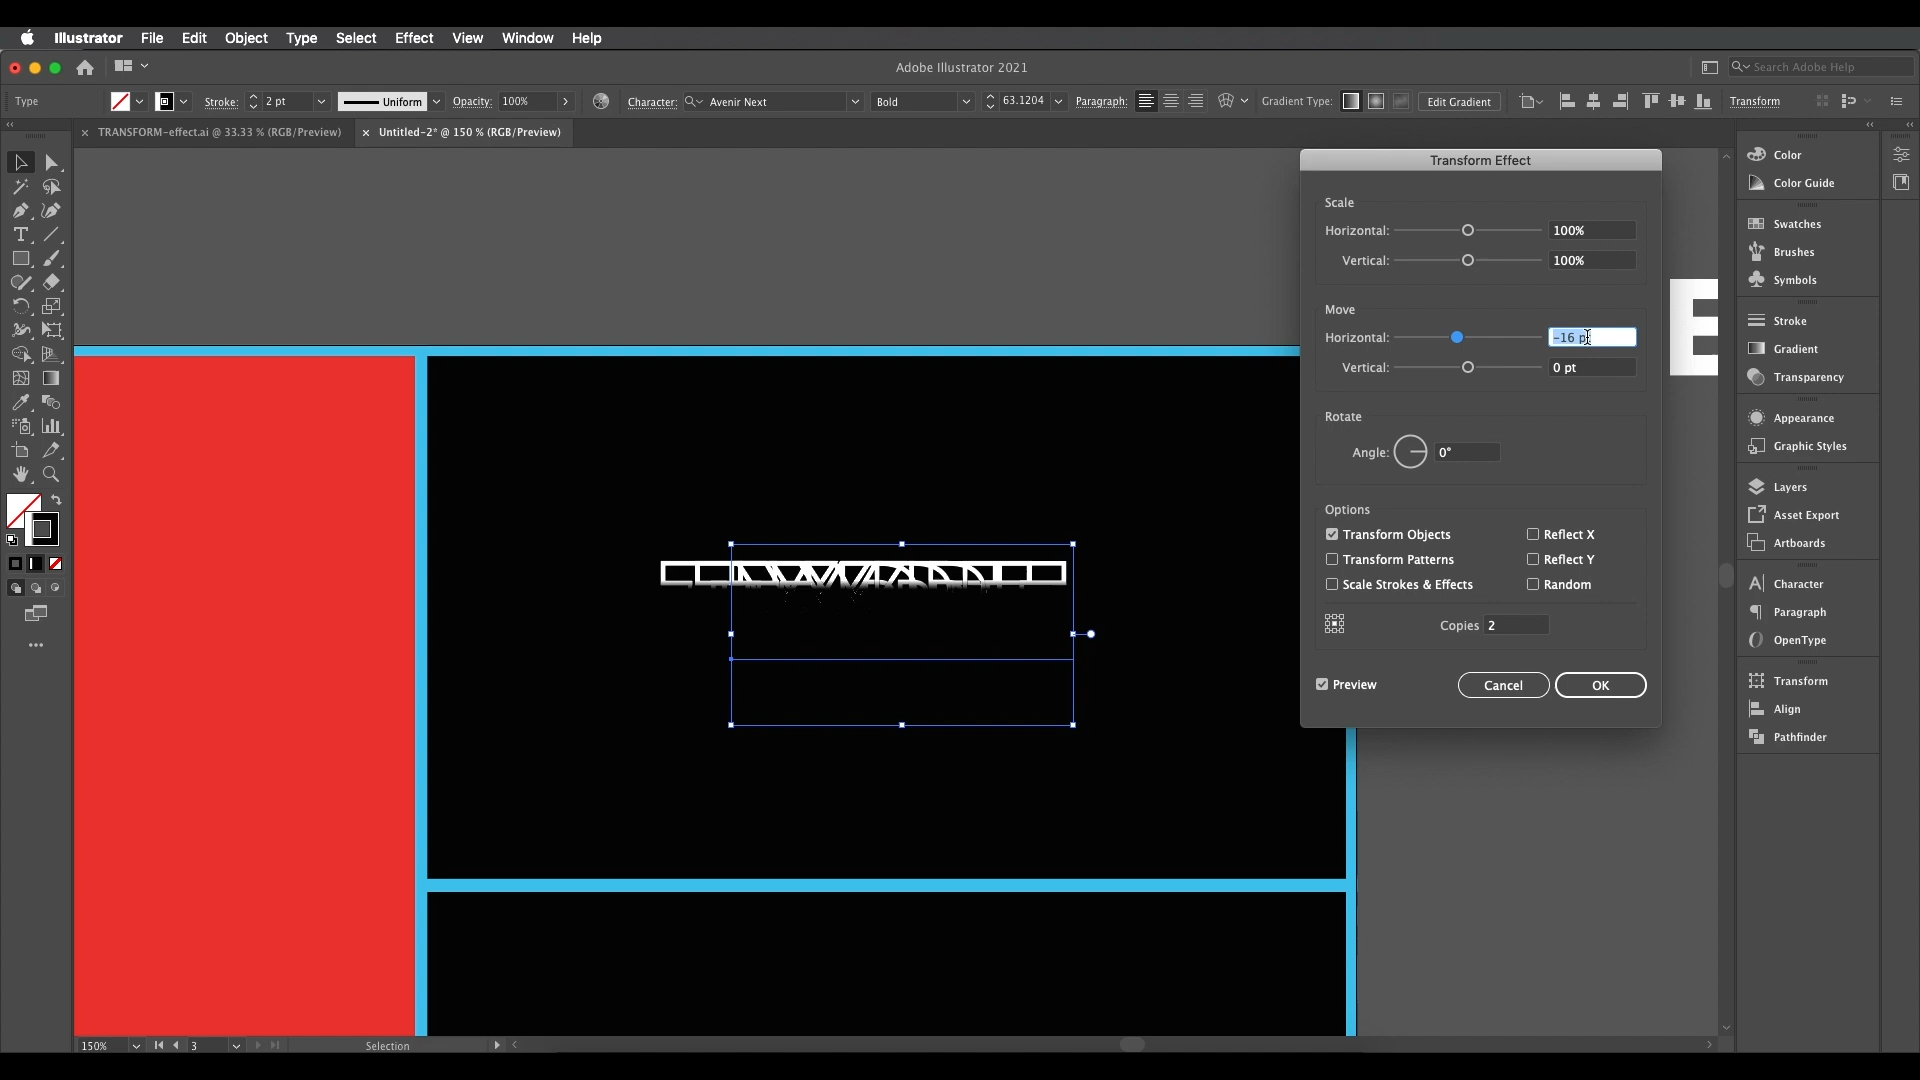 Illustrator File Edit Object Type Select Effect View Window Help
Adobe Illustrator 2021
Search Adobe Help
Type
Stroke: 2 pt
Uniform
Opacity: 100%
Character: Avenir Next
Bold
63.1204
Paragraph:
Gradient Type:
Edit Gradient
Transform
TRANSFORM-effect.ai @ 33.33 % (RGB/Preview)
Untitled-2* @ 150 % (RGB/Preview)
Transform Effect
Scale
Horizontal: 100%
Vertical: 100%
Move
Horizontal: -16 p
Vertical: 0 pt
Rotate
Angle: 0°
Options
Transform Objects
Reflect X
Transform Patterns
Reflect Y
Scale Strokes & Effects
Random
Copies 2
Preview
Cancel
OK
E
Color
Color Guide
Swatches
Brushes
Symbols
Stroke
Gradient
Transparency
Appearance
Graphic Styles
Layers
Asset Export
Artboards
Character
Paragraph
OpenType
Transform
Align
Pathfinder
150%
3
Selection